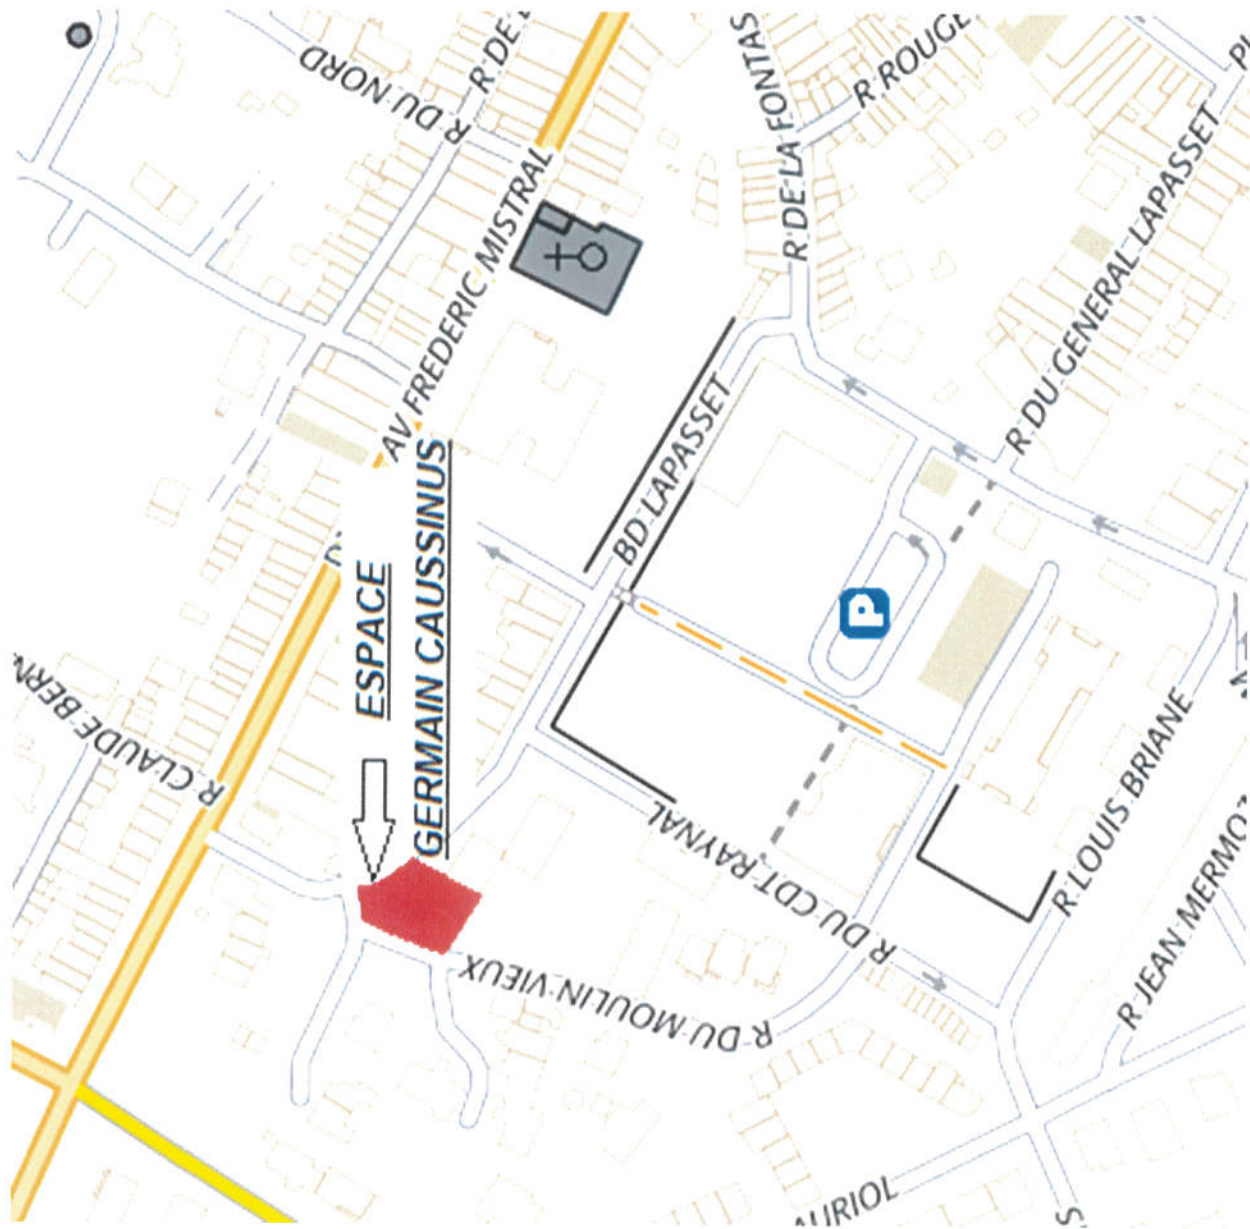 R DU NORD
R DE L
R DE LA FONTAS
R ROUGE
AV FREDERIC MISTRAL
R DU GENERAL LAPASSET
BD LAPASSET
ESPACE
GERMAIN CAUSSINUS
P
R CLAUDE BERN
R DU CDT RAYNAL
R LOUIS BRIANE
R JEAN MERMOZ
R DU MOULIN VIEUX
AURIOL
S